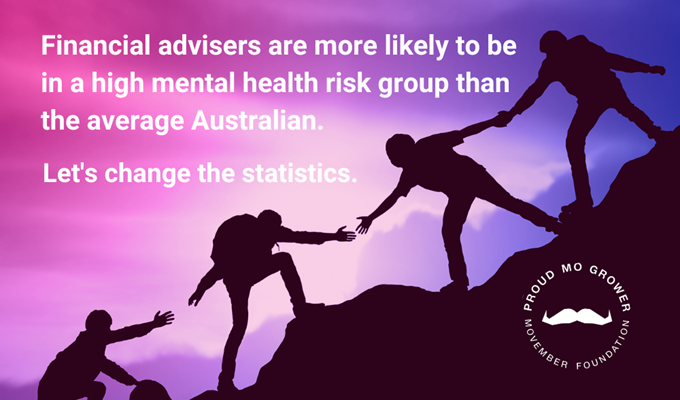 Financial advisers are more likely to be
in a high mental health risk group than
the average Australian.
Let's change the statistics.
PROUD MO GROWER
MOVEMBER FOUNDATION